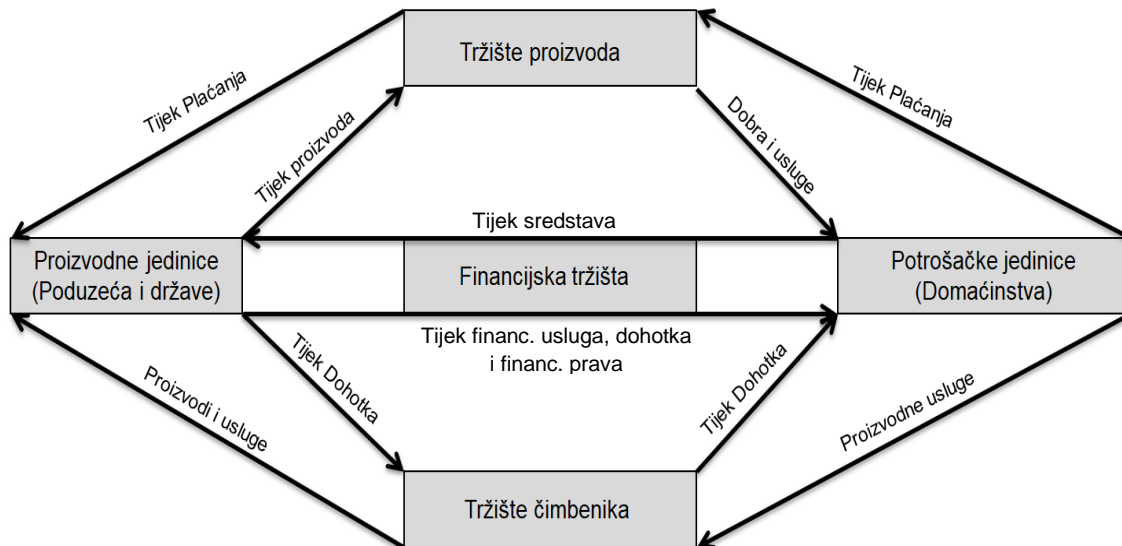 Tržište proizvoda
Tijek Plaćanja
Tijek Plaćanja
Tijek proizvoda
Dobra i usluge
Tijek sredstava
Proizvodne jedinice
(Poduzeća i države)
Financijska tržišta
Potrošačke jedinice
(Domaćinstva)
Tijek financ. usluga, dohotka
i financ. prava
Tijek Dohotka
Tijek Dohotka
Proizvodi i usluge
Proizvodne usluge
Tržište čimbenika